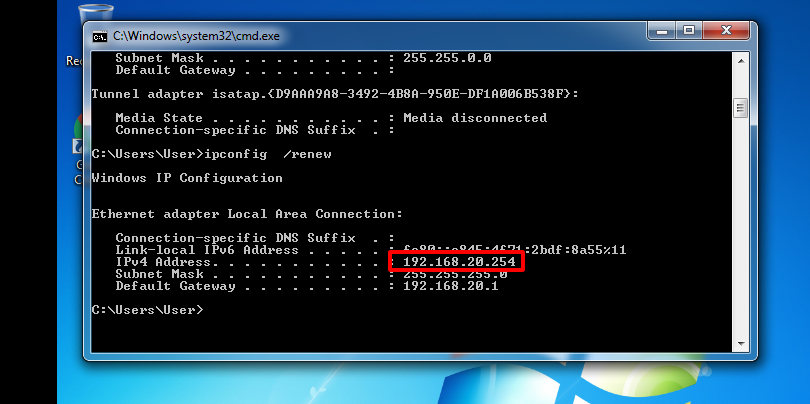 C:\Windows\system32\cmd.exe
Subnet Mask . . . . . . . . . . . : 255.255.0.0
Default Gateway . . . . . . . . . :
Tunnel adapter isatap.{D9AAA9A8-3492-4B8A-950E-DF1A006B538F}:
Media State . . . . . . . . . . . : Media disconnected
Connection-specific DNS Suffix  . :
C:\Users\User>ipconfig  /renew
Windows IP Configuration
Ethernet adapter Local Area Connection:
Connection-specific DNS Suffix  . :
Link-local IPv6 Address . . . . . : fe80::e845:4f71:2bdf:8a55%11
IPv4 Address. . . . . . . . . . . : 192.168.20.254
Subnet Mask . . . . . . . . . . . : 255.255.255.0
Default Gateway . . . . . . . . . : 192.168.20.1
C:\Users\User>